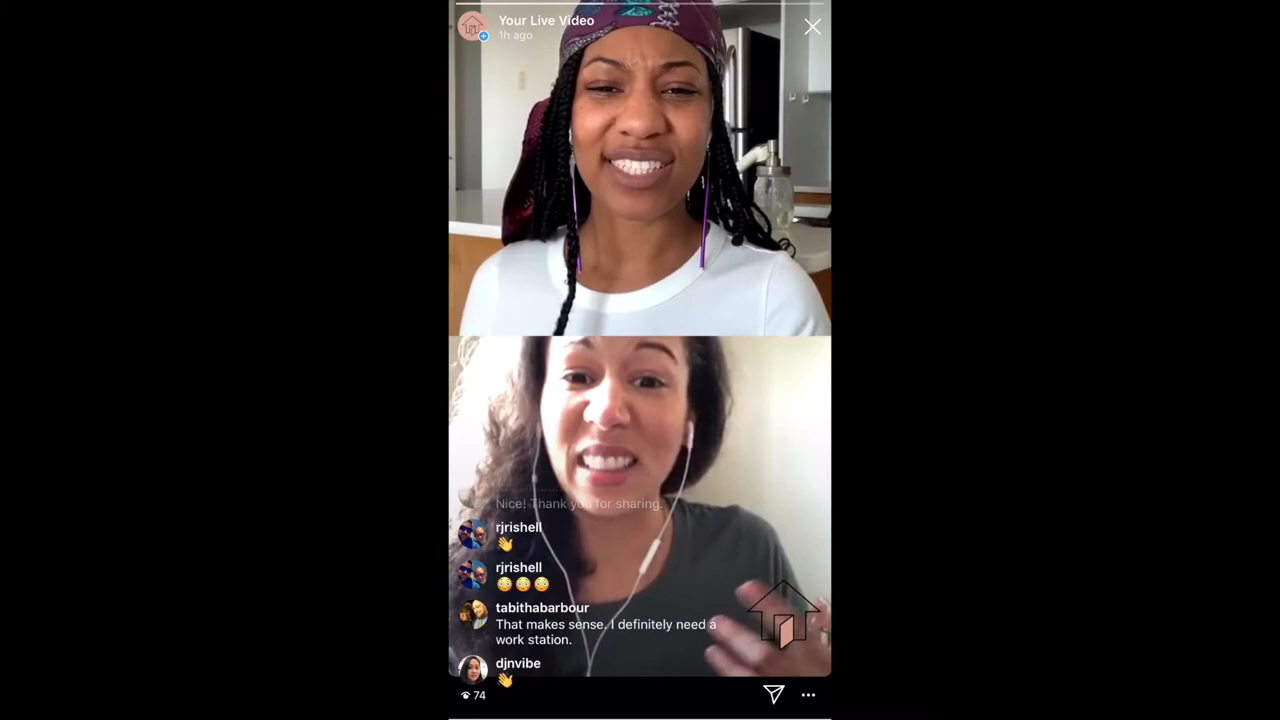 Your Live Video
1h ago
Nice! Thank you for sharing.
rjrishell
👋
rjrishell
😳😳😳
tabithabarbour
That makes sense. I definitely need a
work station.
djnvibe
👋
74